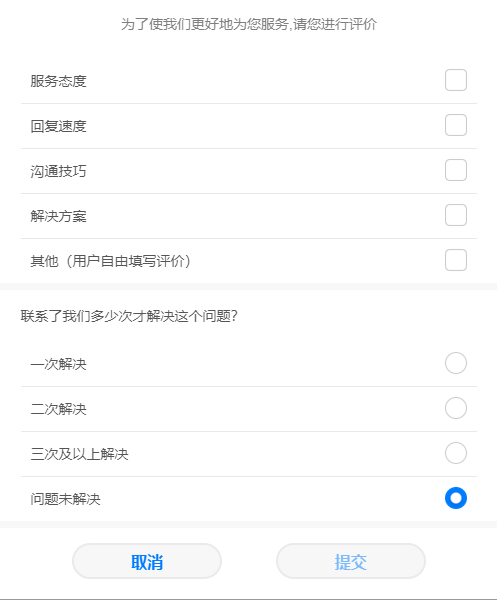 为了使我们更好地为您服务,请您进行评价
服务态度
回复速度
沟通技巧
解决方案
其他（用户自由填写评价）
联系了我们多少次才解决这个问题?
一次解决
二次解决
三次及以上解决
问题未解决
取消
提交